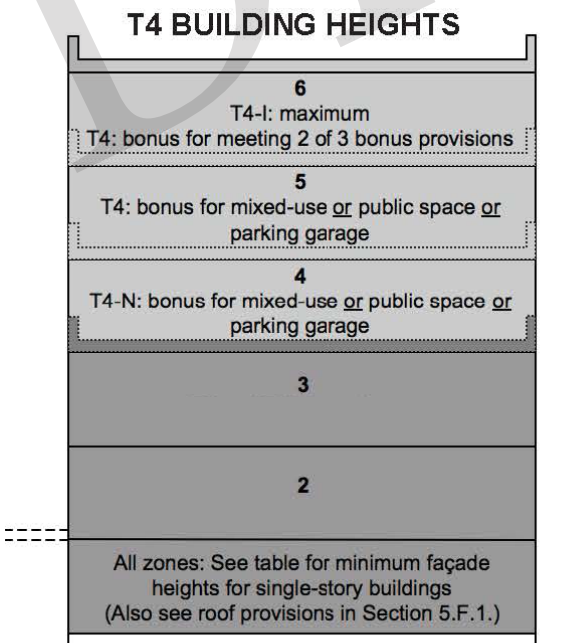 T4 BUILDING HEIGHTS
6
T4-I: maximum
T4: bonus for meeting 2 of 3 bonus provisions
5
T4: bonus for mixed-use or public space or
parking garage
4
T4-N: bonus for mixed-use or public space or
parking garage
3
2
All zones: See table for minimum façade
heights for single-story buildings
(Also see roof provisions in Section 5.F.1.)